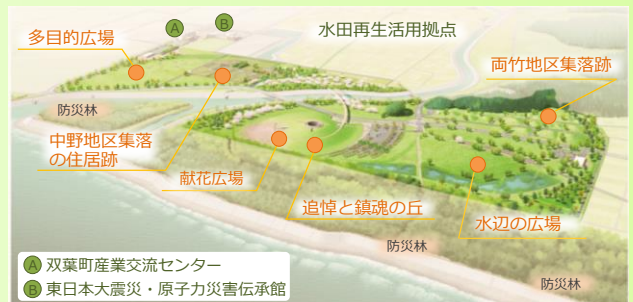 多目的広場
A
B
水田再生活用拠点
両竹地区集落跡
防災林
中野地区集落
の住居跡
献花広場
追悼と鎮魂の丘
水辺の広場
防災林
防災林
A 双葉町産業交流センター
B 東日本大震災・原子力災害伝承館